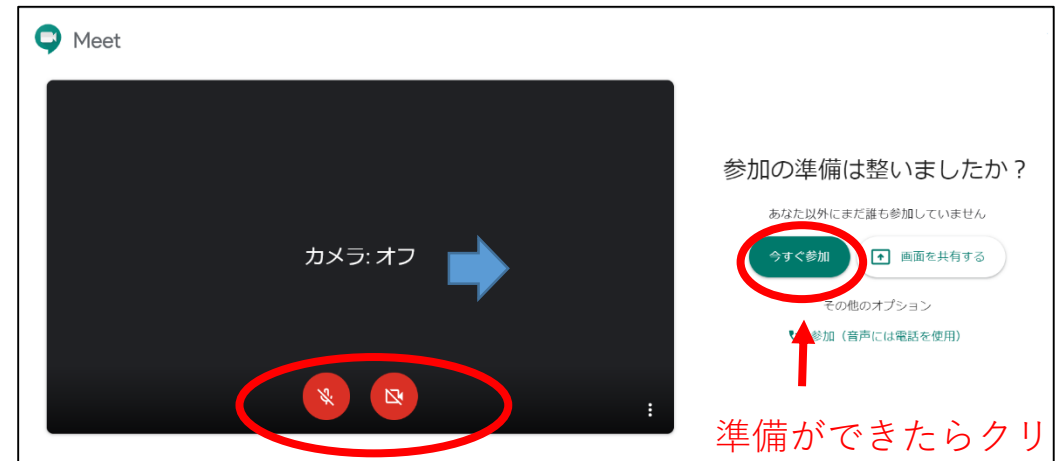 Meet
カメラ: オフ
参加の準備は整いましたか？
あなた以外にまだ誰も参加していません
今すぐ参加
画面を共有する
その他のオプション
参加（音声には電話を使用）
準備ができたらクリ